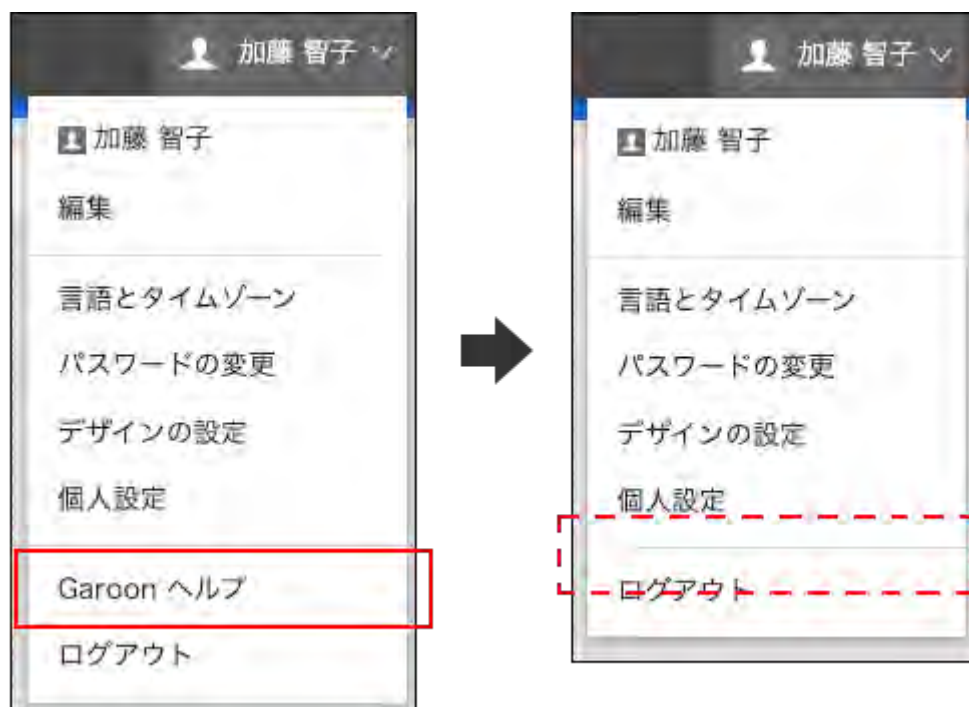 加藤 智子
加藤 智子
編集
言語とタイムゾーン
パスワードの変更
デザインの設定
個人設定
Garoon ヘルプ
ログアウト
加藤 智子
加藤 智子
編集
言語とタイムゾーン
パスワードの変更
デザインの設定
個人設定
ログアウト